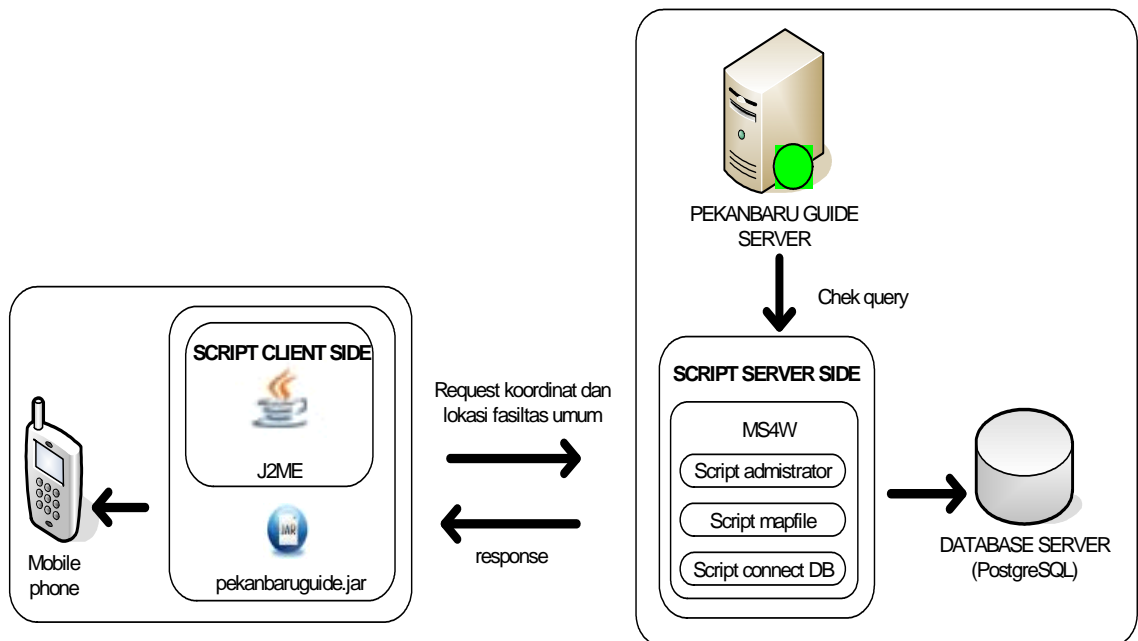 PEKANBARU GUIDE
SERVER
Chek query
SCRIPT CLIENT SIDE
J2ME
JAR
pekanbaruguide.jar
Mobile
phone
Request koordinat dan
lokasi fasiltas umum
response
SCRIPT SERVER SIDE
MS4W
Script admistrator
Script mapfile
Script connect DB
DATABASE SERVER
(PostgreSQL)